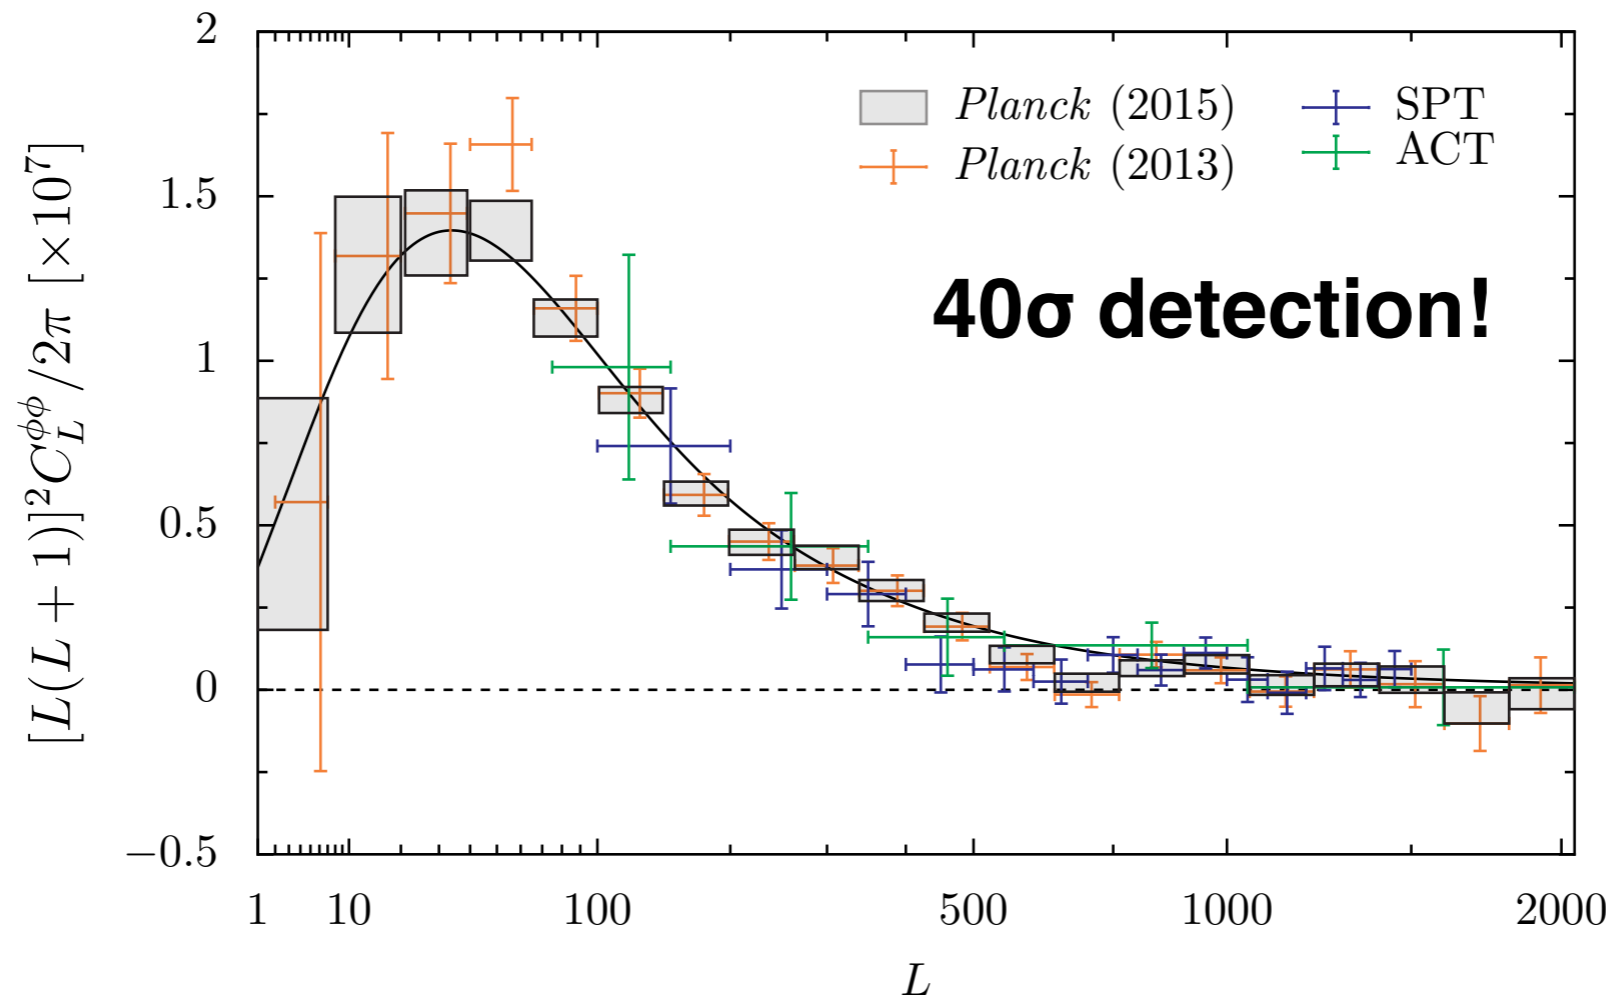 2
1.5
1
0.5
0
−0.5
[L(L + 1)]²C_L^{ϕϕ}/2π [×10⁷]
Planck (2015)
Planck (2013)
SPT
ACT
40σ detection!
1 10 100 500 1000 2000
L